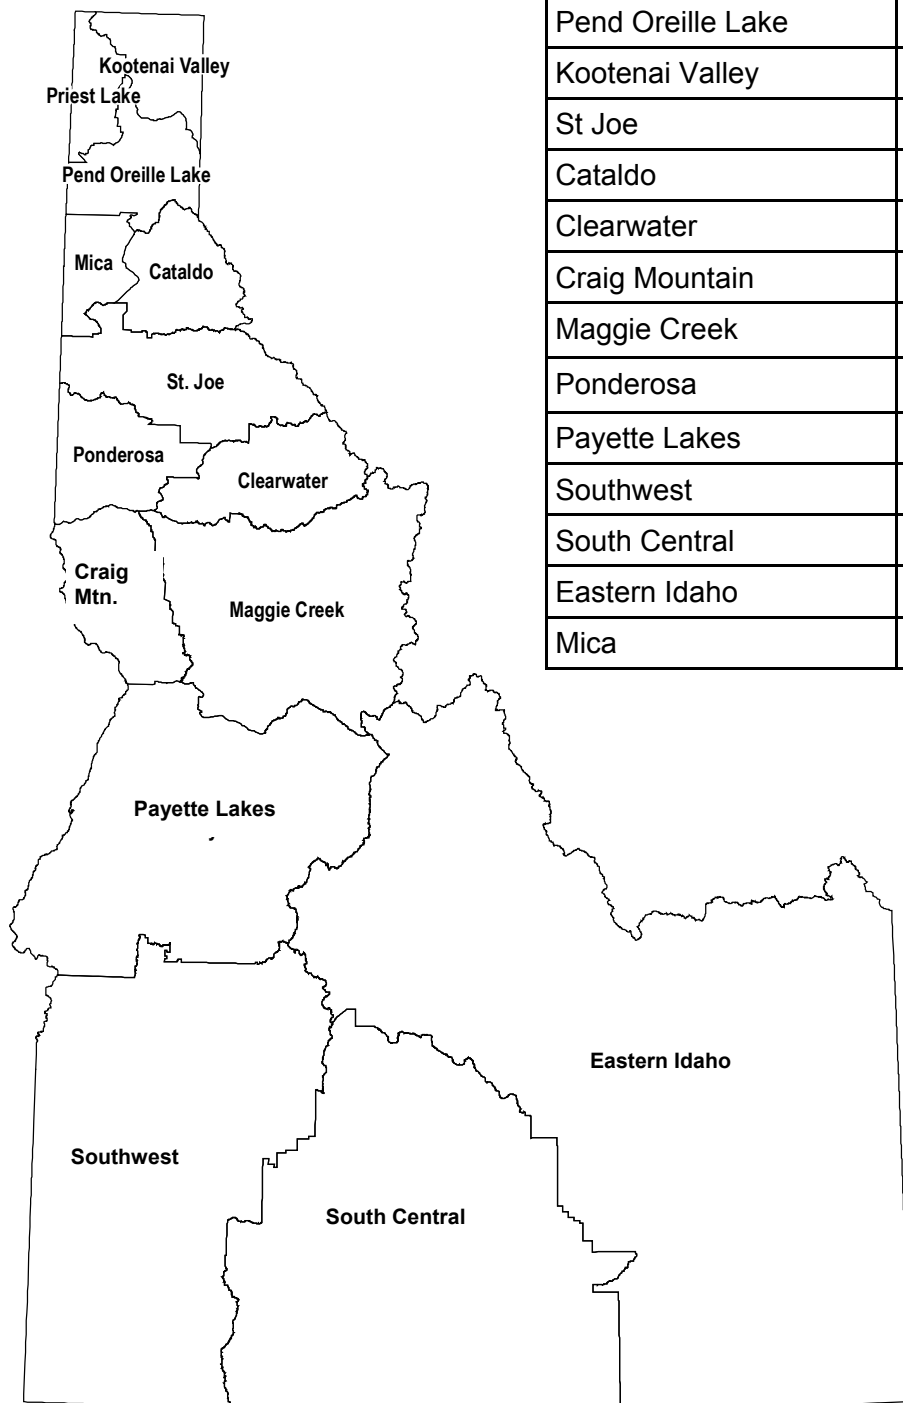 Pend Oreille Lake
Kootenai Valley
St Joe
Cataldo
Clearwater
Craig Mountain
Maggie Creek
Ponderosa
Payette Lakes
Southwest
South Central
Eastern Idaho
Mica
Kootenai Valley
Priest Lake
Pend Oreille Lake
Mica
Cataldo
St. Joe
Ponderosa
Clearwater
Craig
Mtn.
Maggie Creek
Payette Lakes
Eastern Idaho
Southwest
South Central